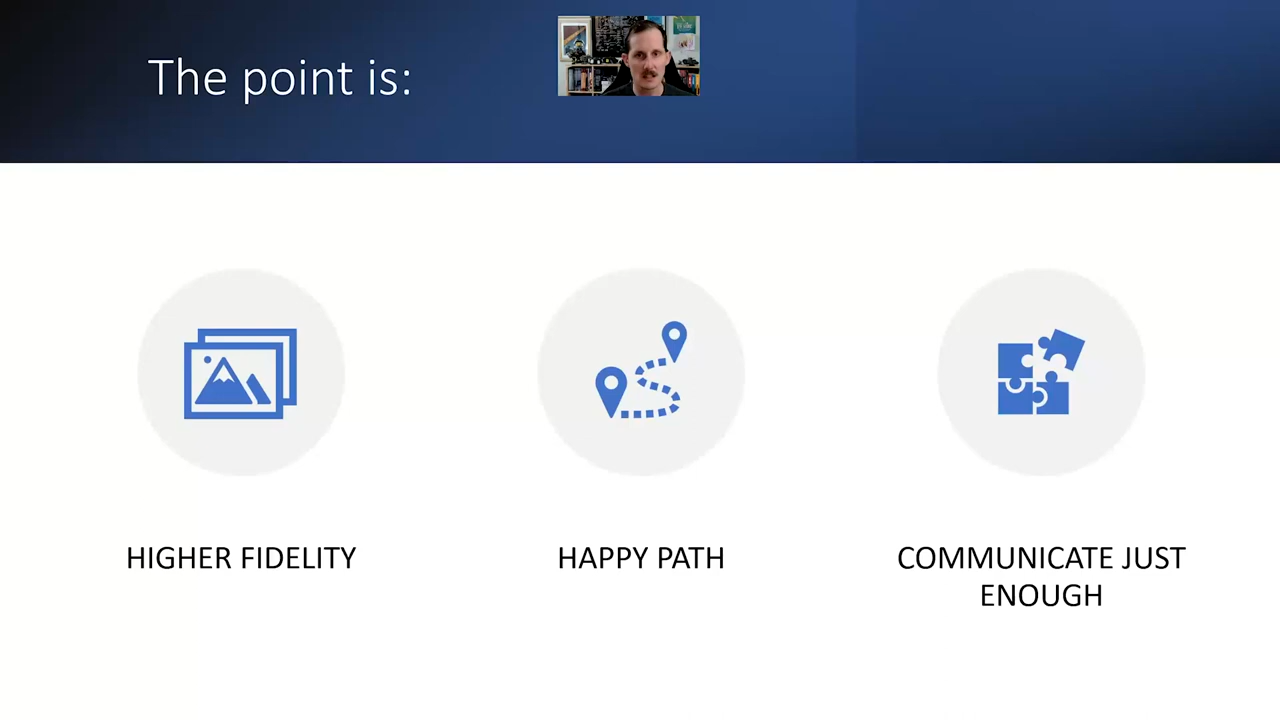 The point is:
HIGHER FIDELITY
HAPPY PATH
COMMUNICATE JUST
ENOUGH